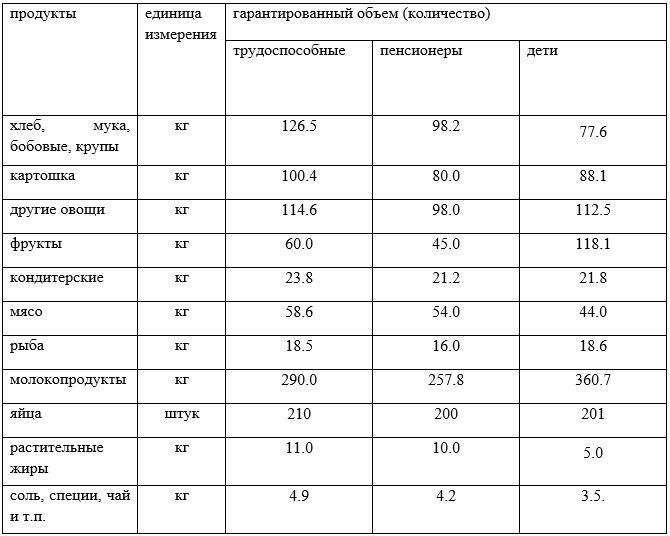 продукты единица гарантированный объем (количество)
измерения
трудоспособные пенсионеры дети
хлеб, мука, кг 126.5 98.2 77.6
бобовые, крупы
картошка кг 100.4 80.0 88.1
другие овощи кг 114.6 98.0 112.5
фрукты кг 60.0 45.0 118.1
кондитерские кг 23.8 21.2 21.8
мясо кг 58.6 54.0 44.0
рыба кг 18.5 16.0 18.6
молокопродукты кг 290.0 257.8 360.7
яйца штук 210 200 201
растительные кг 11.0 10.0 5.0
жиры
соль, специи, чай кг 4.9 4.2 3.5.
и т.п.